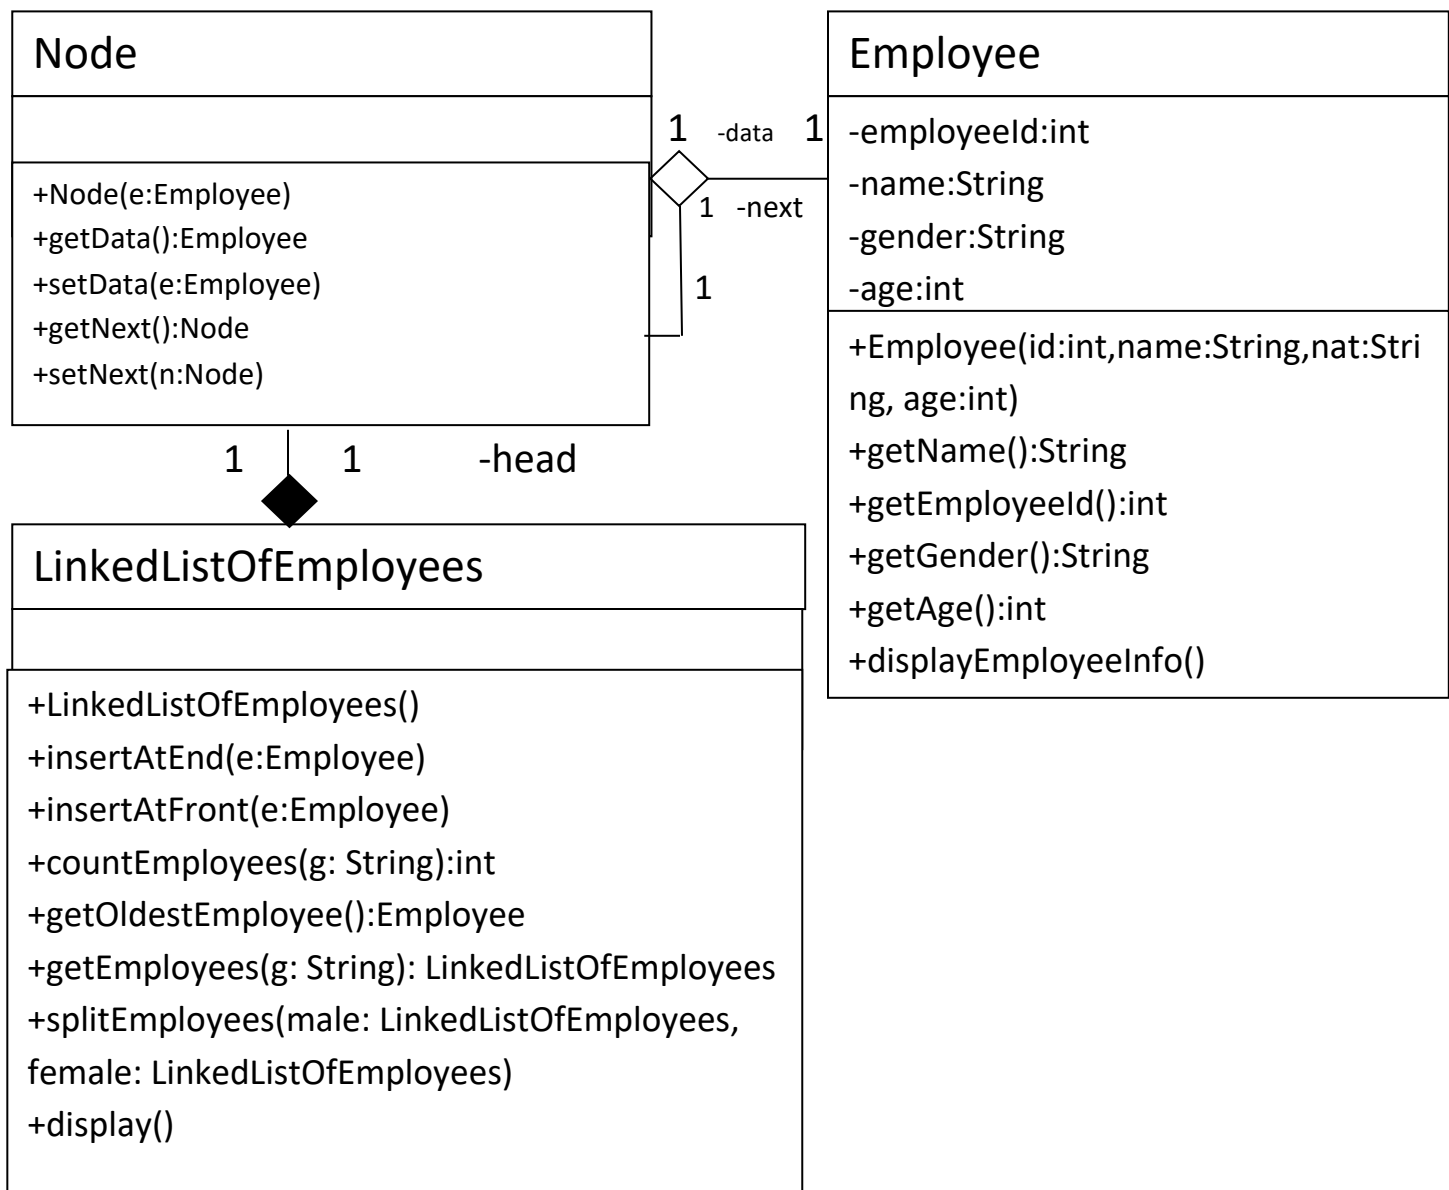 Node
+Node(e:Employee)
+getData():Employee
+setData(e:Employee)
+getNext():Node
+setNext(n:Node)
1 -data 1
1 -next
1
Employee
-employeeId:int
-name:String
-gender:String
-age:int
+Employee(id:int,name:String,nat:Stri
ng, age:int)
+getName():String
+getEmployeeId():int
+getGender():String
+getAge():int
+displayEmployeeInfo()
1 1 -head
LinkedListOfEmployees
+LinkedListOfEmployees()
+insertAtEnd(e:Employee)
+insertAtFront(e:Employee)
+countEmployees(g: String):int
+getOldestEmployee():Employee
+getEmployees(g: String): LinkedListOfEmployees
+splitEmployees(male: LinkedListOfEmployees,
female: LinkedListOfEmployees)
+display()